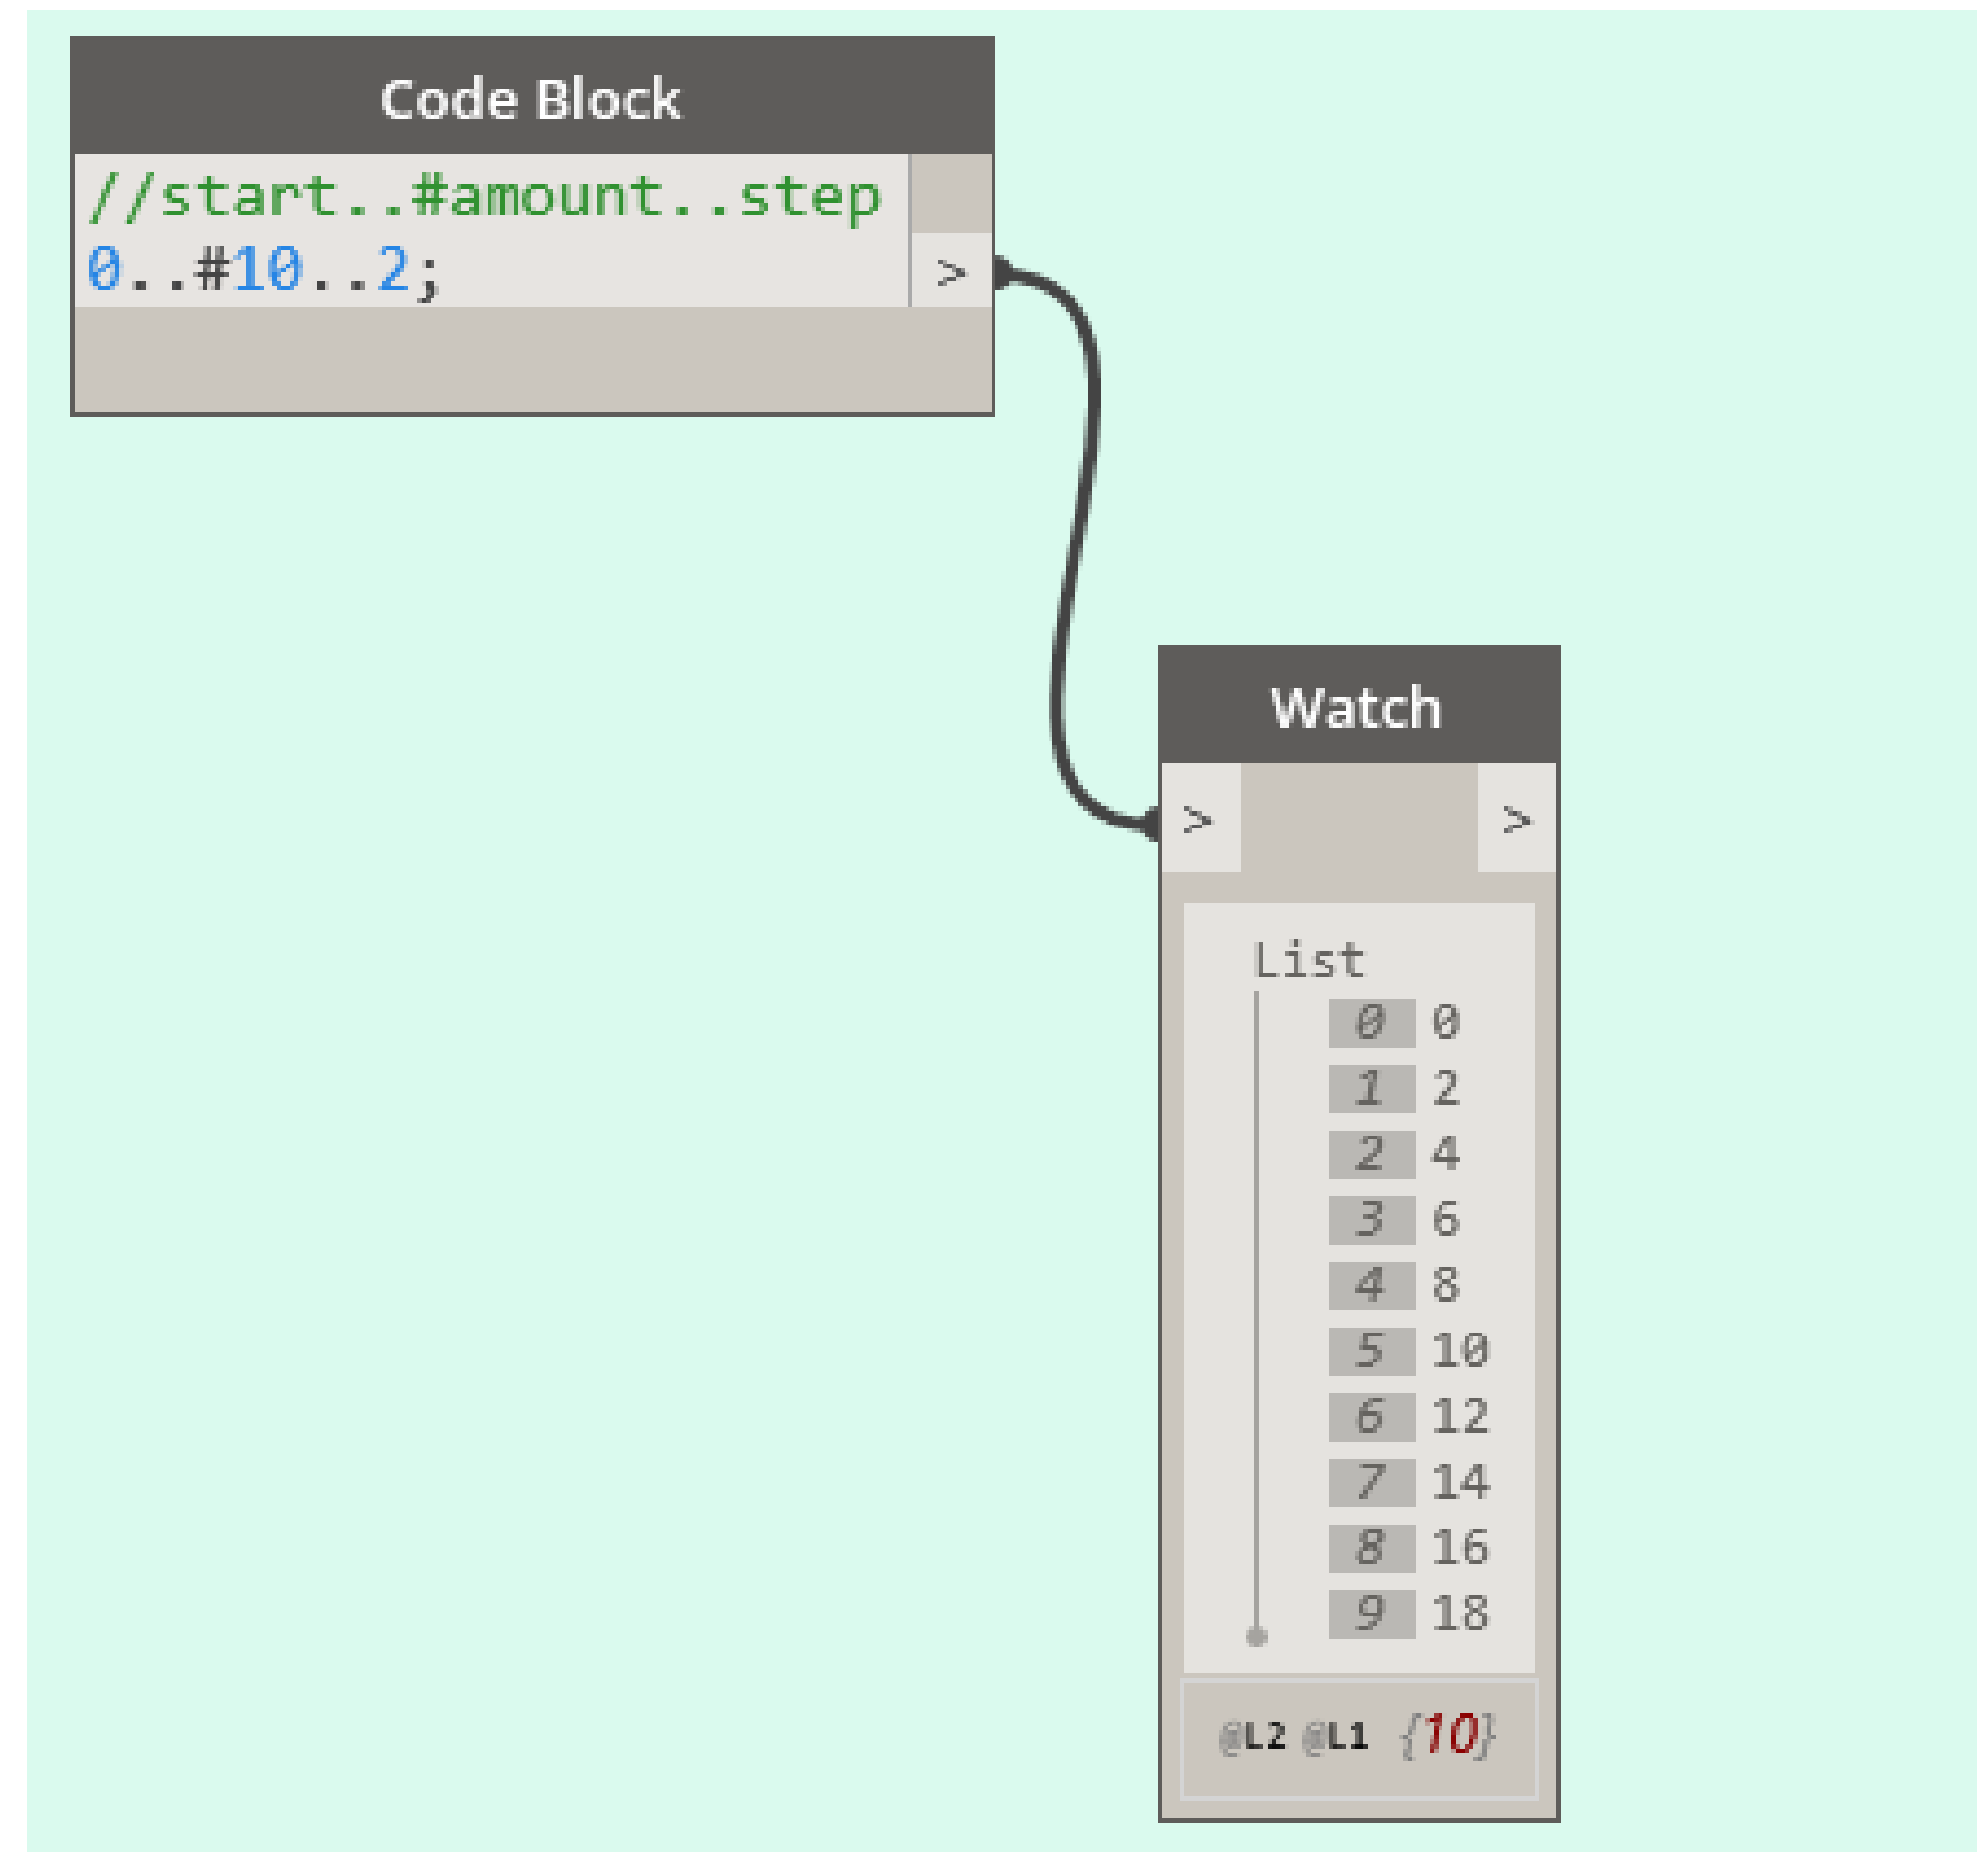 Code Block
//start..#amount..step
0..#10..2;
>
Watch
> >
List
0 0
1 2
2 4
3 6
4 8
5 10
6 12
7 14
8 16
9 18
@L2 @L1 {10}